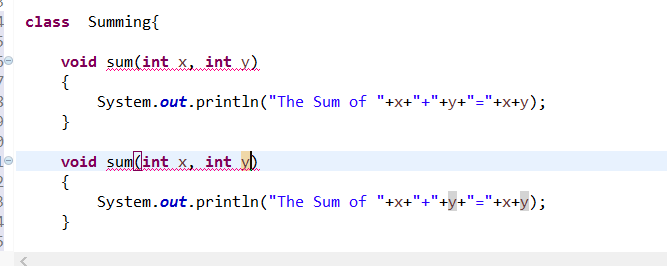 class  Summing{
void sum(int x, int y)
{
System.out.println("The Sum of "+x+"+"+y+"="+x+y);
}
void sum(int x, int y)
{
System.out.println("The Sum of "+x+"+"+y+"="+x+y);
}